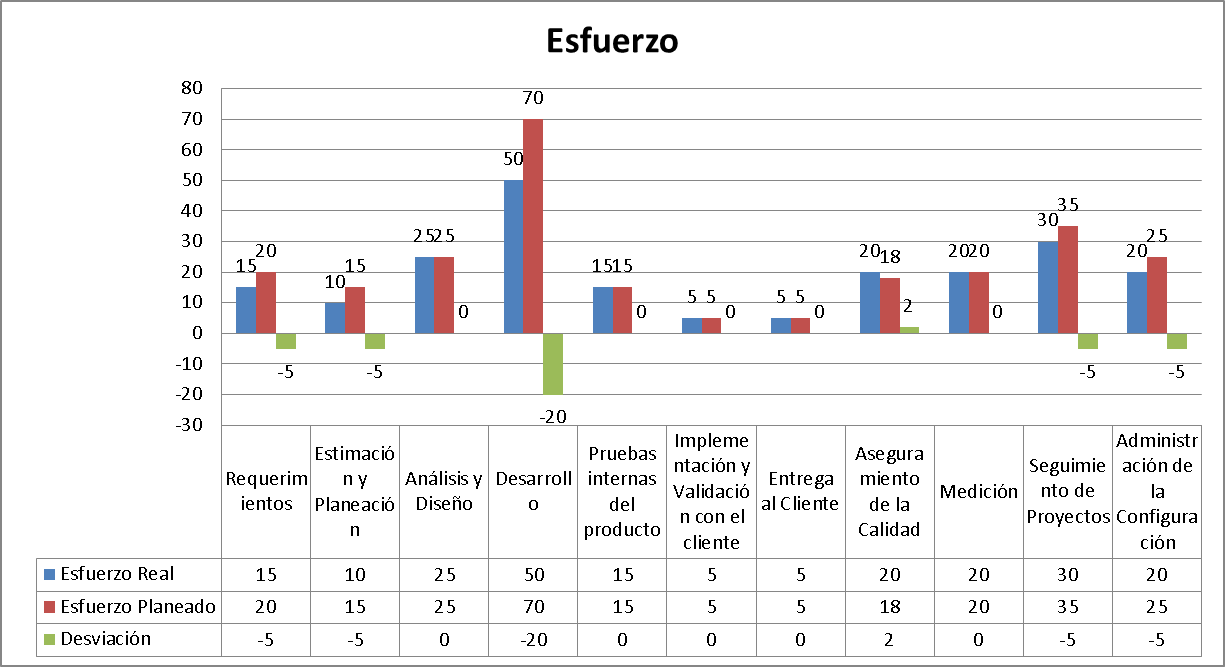 Esfuerzo
80
70
60
50
40
30
20
10
0
-10
-20
-30
15 20 -5
10 15 -5
25 25 0
50 70 -20
15 15 0
5 5 0
5 5 0
20 18 2
20 20 0
30 35 -5
20 25 -5
Requerim
ientos
Estimació
n y
Planeació
n
Análisis y
Diseño
Desarroll
o
Pruebas
internas
del
producto
Impleme
ntación y
Validació
n con el
cliente
Entrega
al Cliente
Asegura
miento
de la
Calidad
Medición
Seguimie
nto de
Proyectos
Administr
ación de
la
Configura
ción
Esfuerzo Real 15 10 25 50 15 5 5 20 20 30 20
Esfuerzo Planeado 20 15 25 70 15 5 5 18 20 35 25
Desviación -5 -5 0 -20 0 0 0 2 0 -5 -5